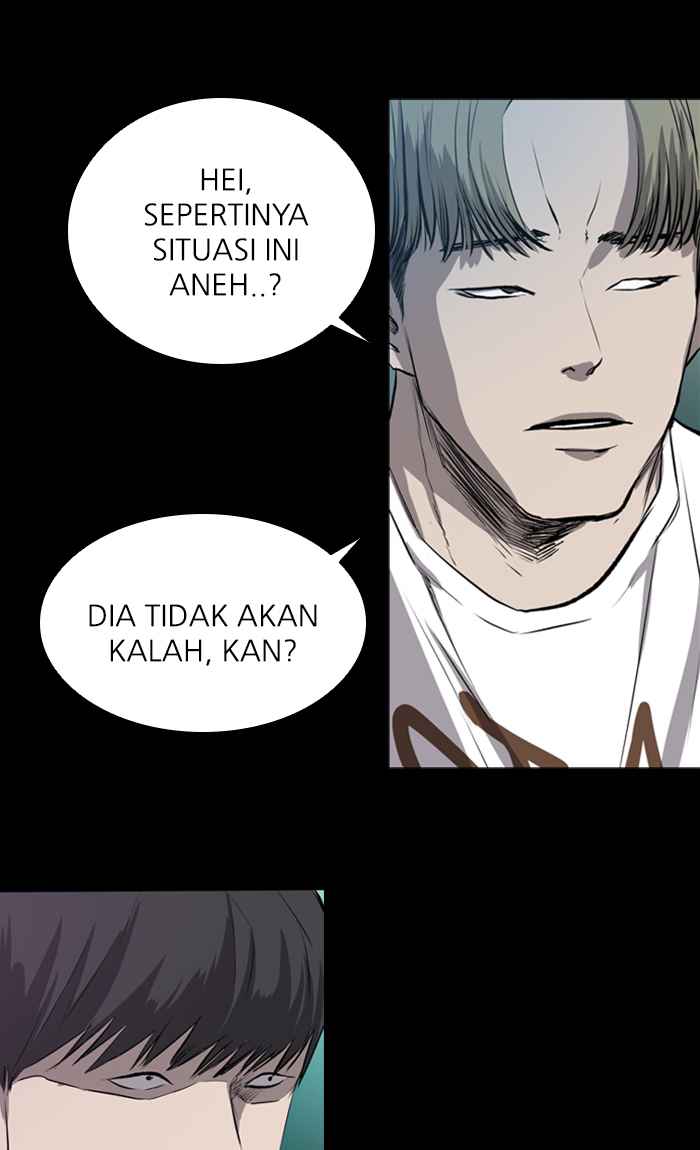 HEI,
SEPERTINYA
SITUASI INI
ANEH..?
DIA TIDAK AKAN
KALAH, KAN?